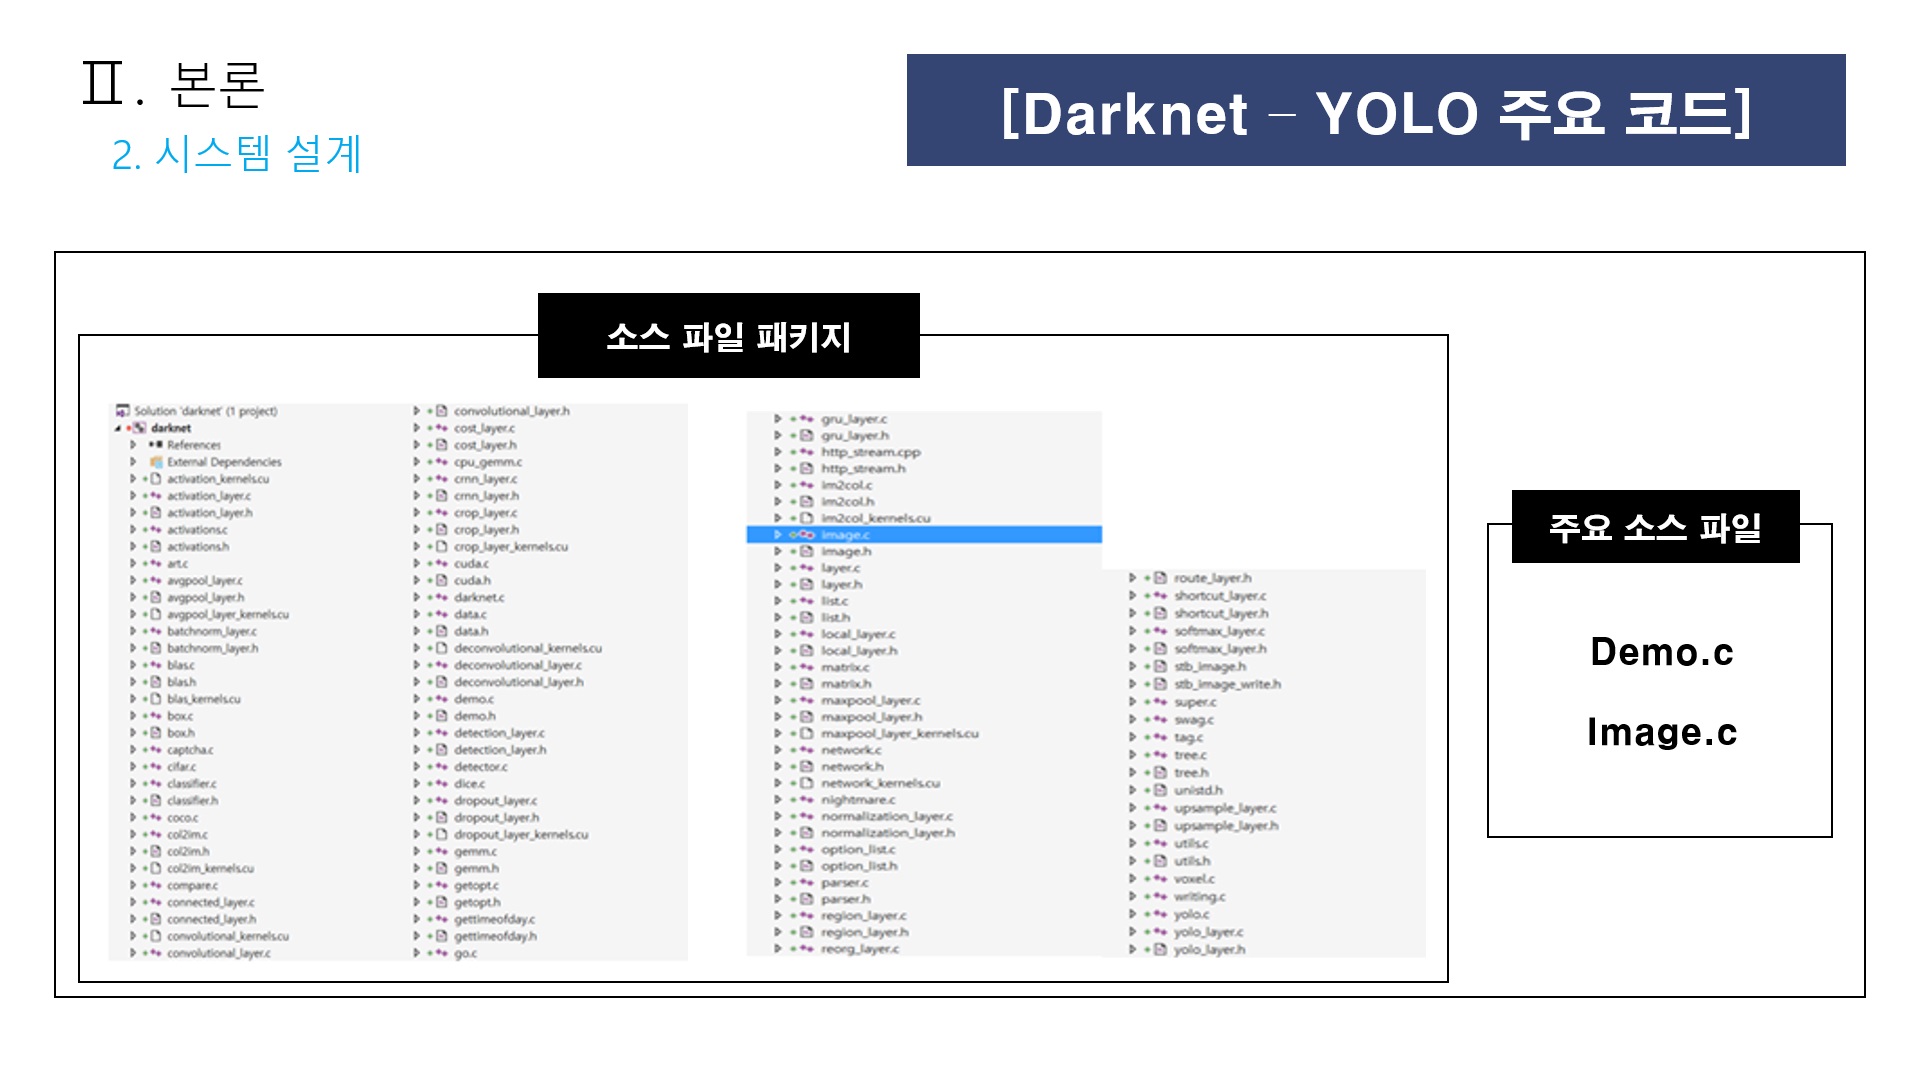 Ⅱ. 본론
2. 시스템 설계
[Darknet – YOLO 주요 코드]
소스 파일 패키지
Solution 'darknet' (1 project)
darknet
References
External Dependencies
activation_kernels.cu
activation_layer.c
activation_layer.h
activations.c
activations.h
art.c
avgpool_layer.c
avgpool_layer.h
avgpool_layer_kernels.cu
batchnorm_layer.c
batchnorm_layer.h
blas.c
blas.h
blas_kernels.cu
box.c
box.h
captcha.c
cifar.c
classifier.c
classifier.h
coco.c
col2im.c
col2im.h
col2im_kernels.cu
compare.c
connected_layer.c
connected_layer.h
convolutional_kernels.cu
convolutional_layer.c
convolutional_layer.h
cost_layer.c
cost_layer.h
cpu_gemm.c
crnn_layer.c
crnn_layer.h
crop_layer.c
crop_layer.h
crop_layer_kernels.cu
cuda.c
cuda.h
darknet.c
data.c
data.h
deconvolutional_kernels.cu
deconvolutional_layer.c
deconvolutional_layer.h
demo.c
demo.h
detection_layer.c
detection_layer.h
detector.c
dice.c
dropout_layer.c
dropout_layer.h
dropout_layer_kernels.cu
gemm.c
gemm.h
getopt.c
getopt.h
gettimeofday.c
gettimeofday.h
go.c
gru_layer.c
gru_layer.h
http_stream.cpp
http_stream.h
im2col.c
im2col.h
im2col_kernels.cu
image.c
image.h
layer.c
layer.h
list.c
list.h
local_layer.c
local_layer.h
matrix.c
matrix.h
maxpool_layer.c
maxpool_layer.h
maxpool_layer_kernels.cu
network.c
network.h
network_kernels.cu
nightmare.c
normalization_layer.c
normalization_layer.h
option_list.c
option_list.h
parser.c
parser.h
region_layer.c
region_layer.h
reorg_layer.c
route_layer.h
shortcut_layer.c
shortcut_layer.h
softmax_layer.c
softmax_layer.h
stb_image.h
stb_image_write.h
super.c
swag.c
tag.c
tree.c
tree.h
unistd.h
upsample_layer.c
upsample_layer.h
utils.c
utils.h
voxel.c
writing.c
yolo.c
yolo_layer.c
yolo_layer.h
주요 소스 파일
Demo.c
Image.c